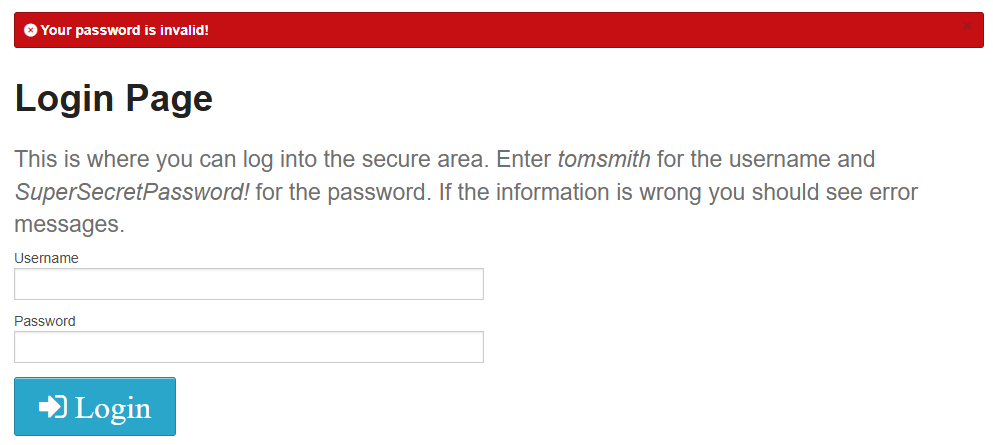 Your password is invalid!
Login Page
This is where you can log into the secure area. Enter tomsmith for the username and
SuperSecretPassword! for the password. If the information is wrong you should see error
messages.
Username
Password
Login